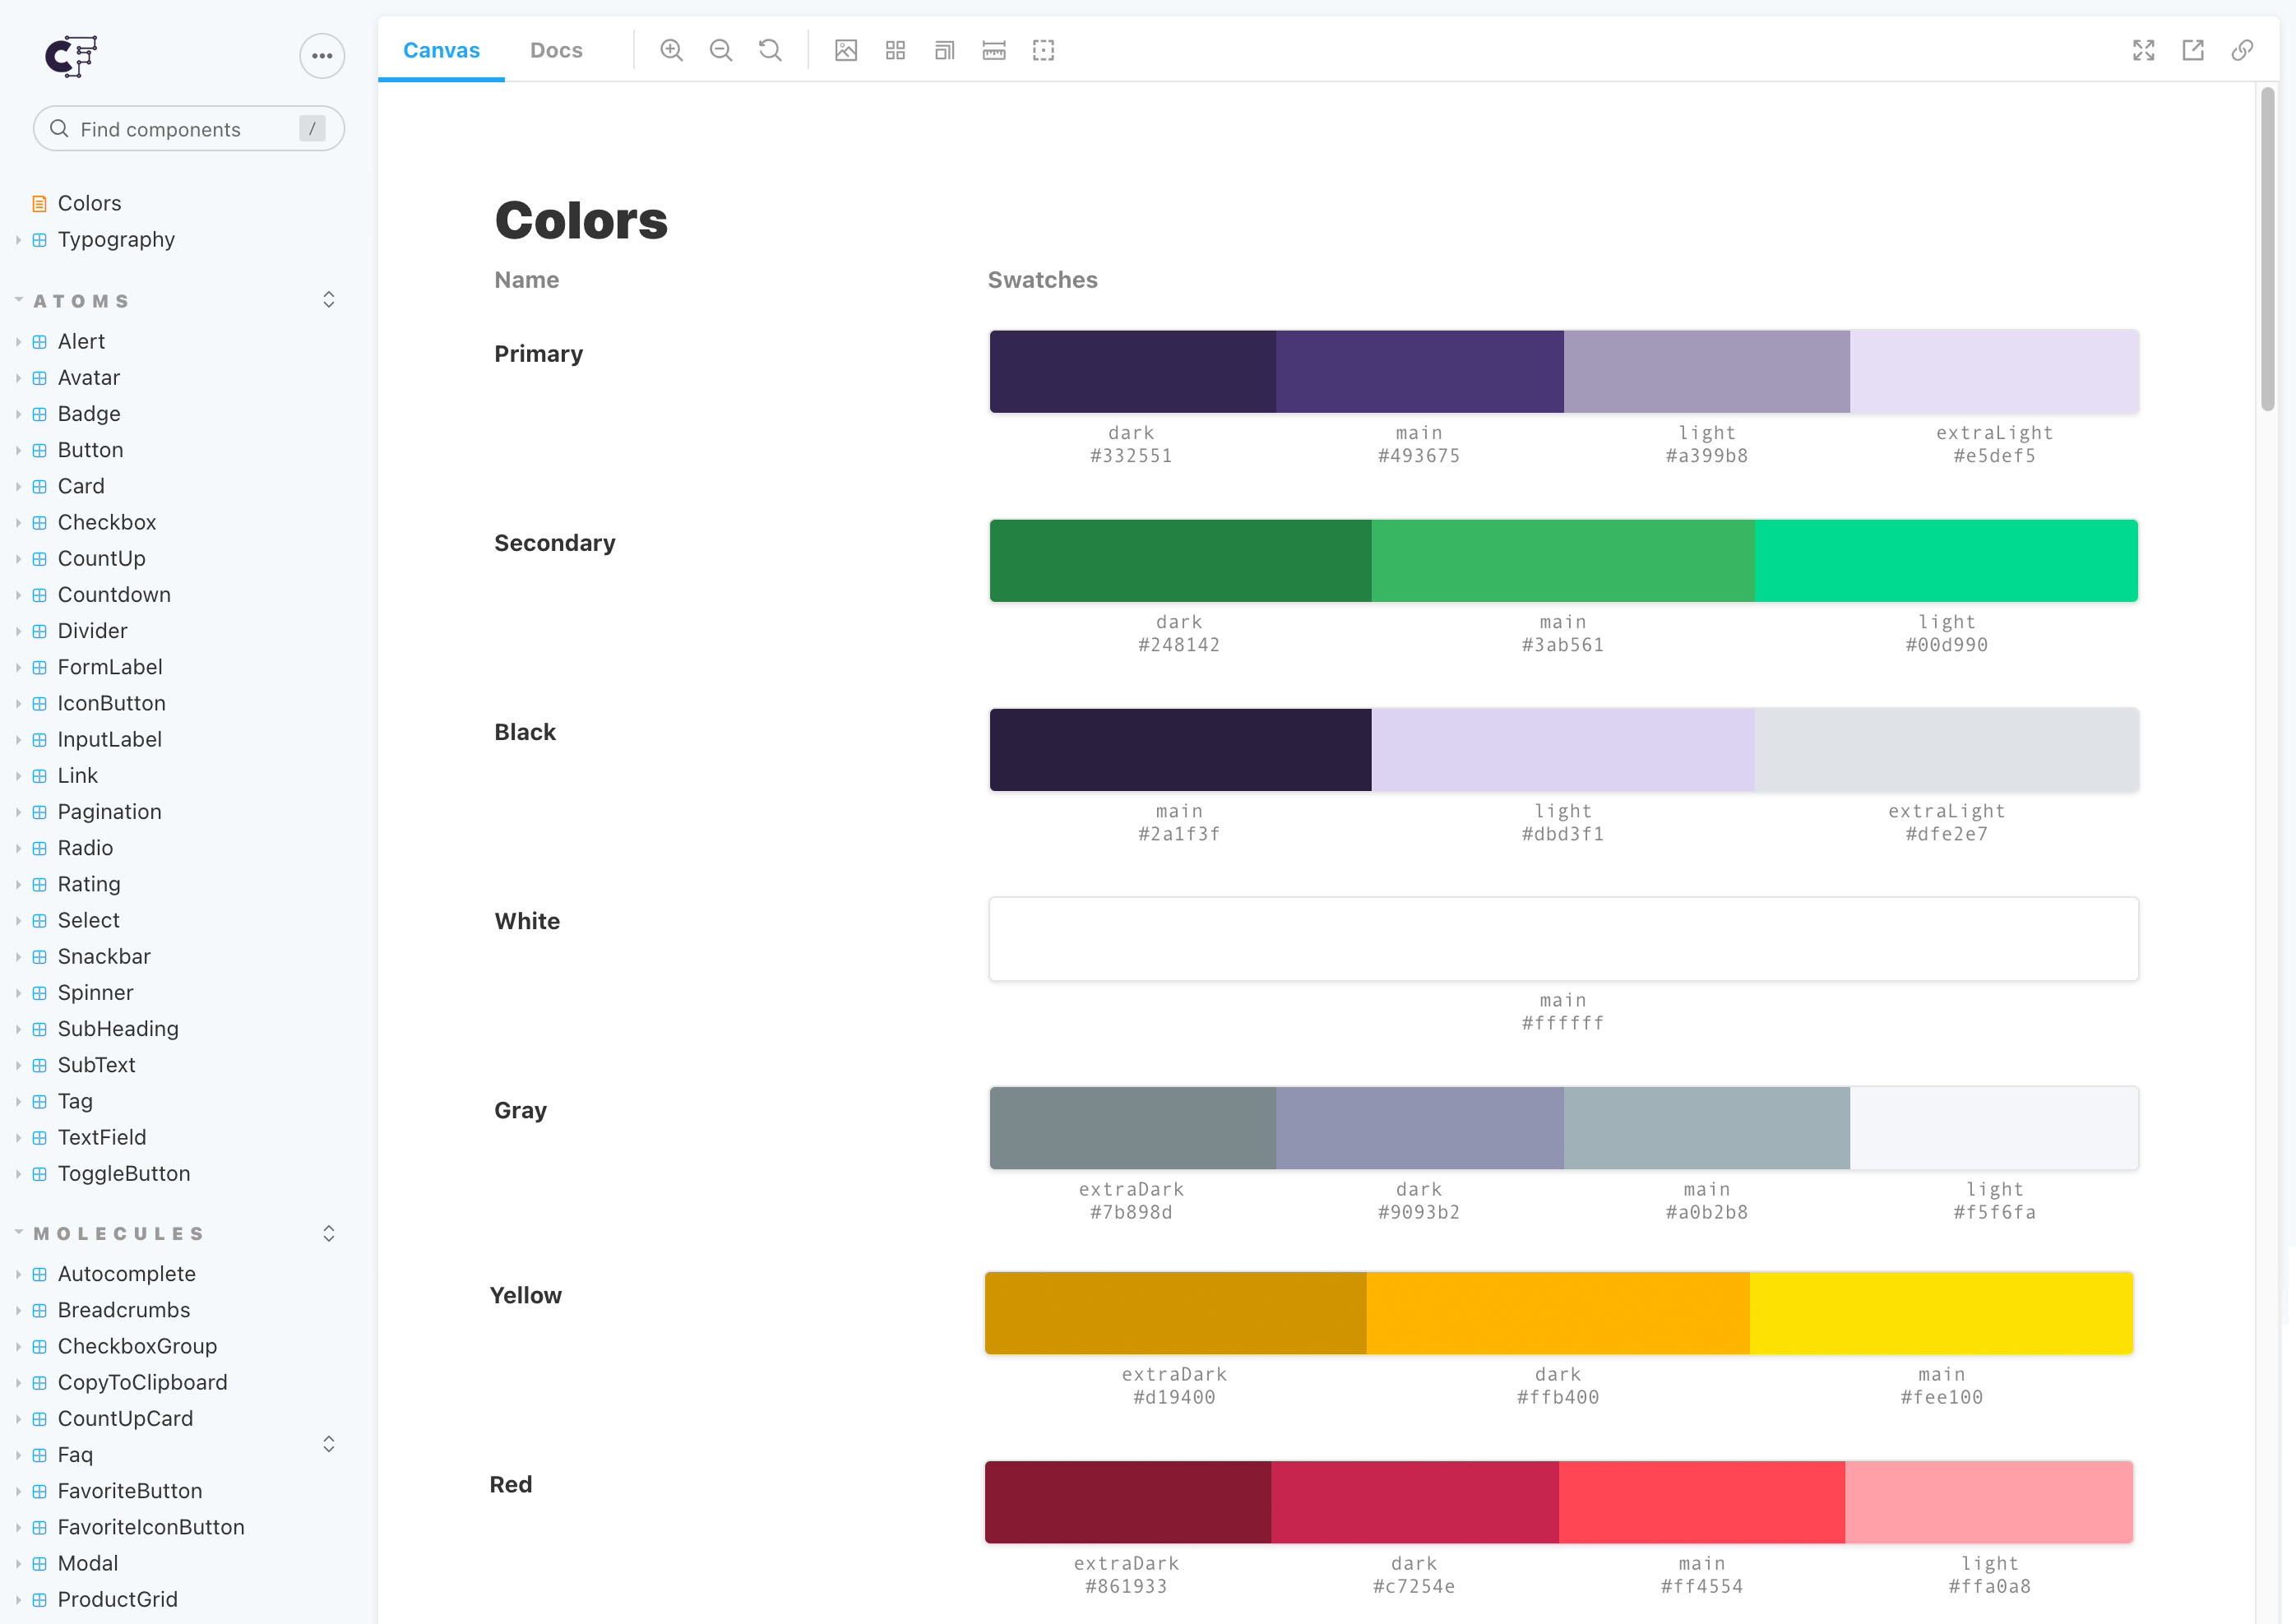 Find components /
Colors
Typography
ATOMS
Alert
Avatar
Badge
Button
Card
Checkbox
CountUp
Countdown
Divider
FormLabel
IconButton
InputLabel
Link
Pagination
Radio
Rating
Select
Snackbar
Spinner
SubHeading
SubText
Tag
TextField
ToggleButton
MOLECULES
Autocomplete
Breadcrumbs
CheckboxGroup
CopyToClipboard
CountUpCard
Faq
FavoriteButton
FavoriteIconButton
Modal
ProductGrid
Canvas Docs
Colors
Name Swatches
Primary
dark main light extraLight
#332551 #493675 #a399b8 #e5def5
Secondary
dark main light
#248142 #3ab561 #00d990
Black
main light extraLight
#2a1f3f #dbd3f1 #dfe2e7
White
main
#ffffff
Gray
extraDark dark main light
#7b898d #9093b2 #a0b2b8 #f5f6fa
Yellow
extraDark dark main
#d19400 #ffb400 #fee100
Red
extraDark dark main light
#861933 #c7254e #ff4554 #ffa0a8